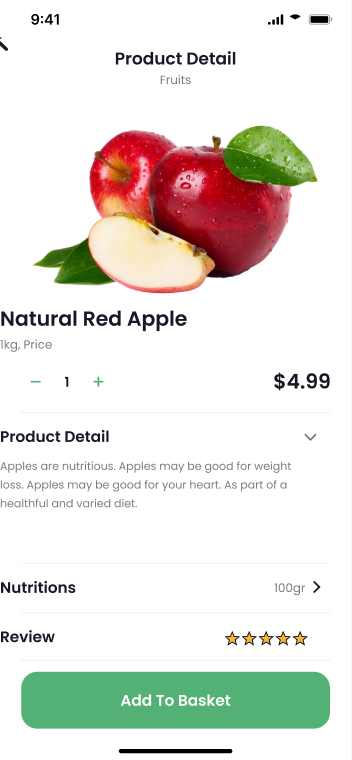 9:41
Product Detail
Fruits
Natural Red Apple
1kg, Price
1
$4.99
Product Detail
Apples are nutritious. Apples may be good for weight
loss. Apples may be good for your heart. As part of a
healthful and varied diet.
Nutritions 100gr
Review
Add To Basket